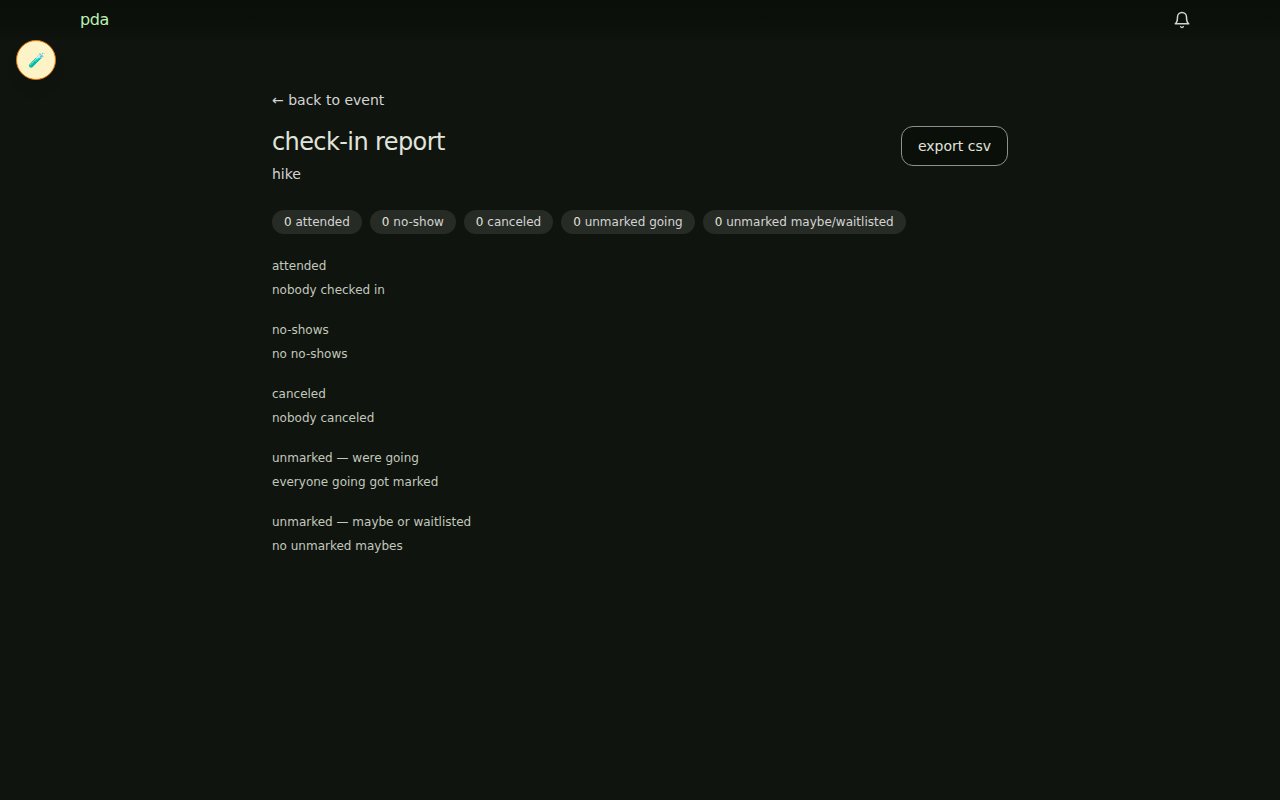 pda
← back to event
check-in report
export csv
hike
0 attended
0 no-show
0 canceled
0 unmarked going
0 unmarked maybe/waitlisted
attended
nobody checked in
no-shows
no no-shows
canceled
nobody canceled
unmarked — were going
everyone going got marked
unmarked — maybe or waitlisted
no unmarked maybes